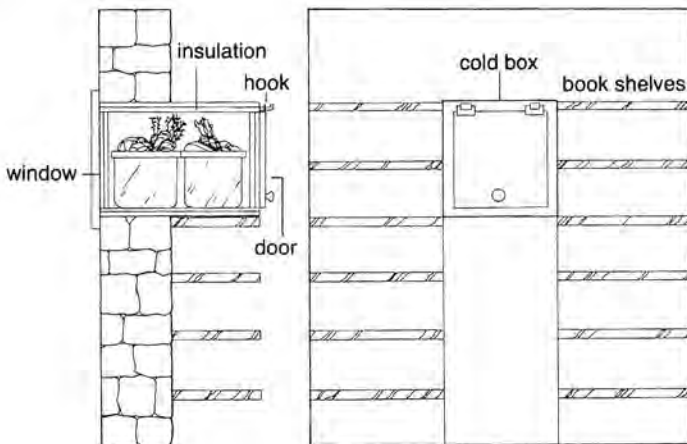 insulation
hook
cold box
book shelves
window
door